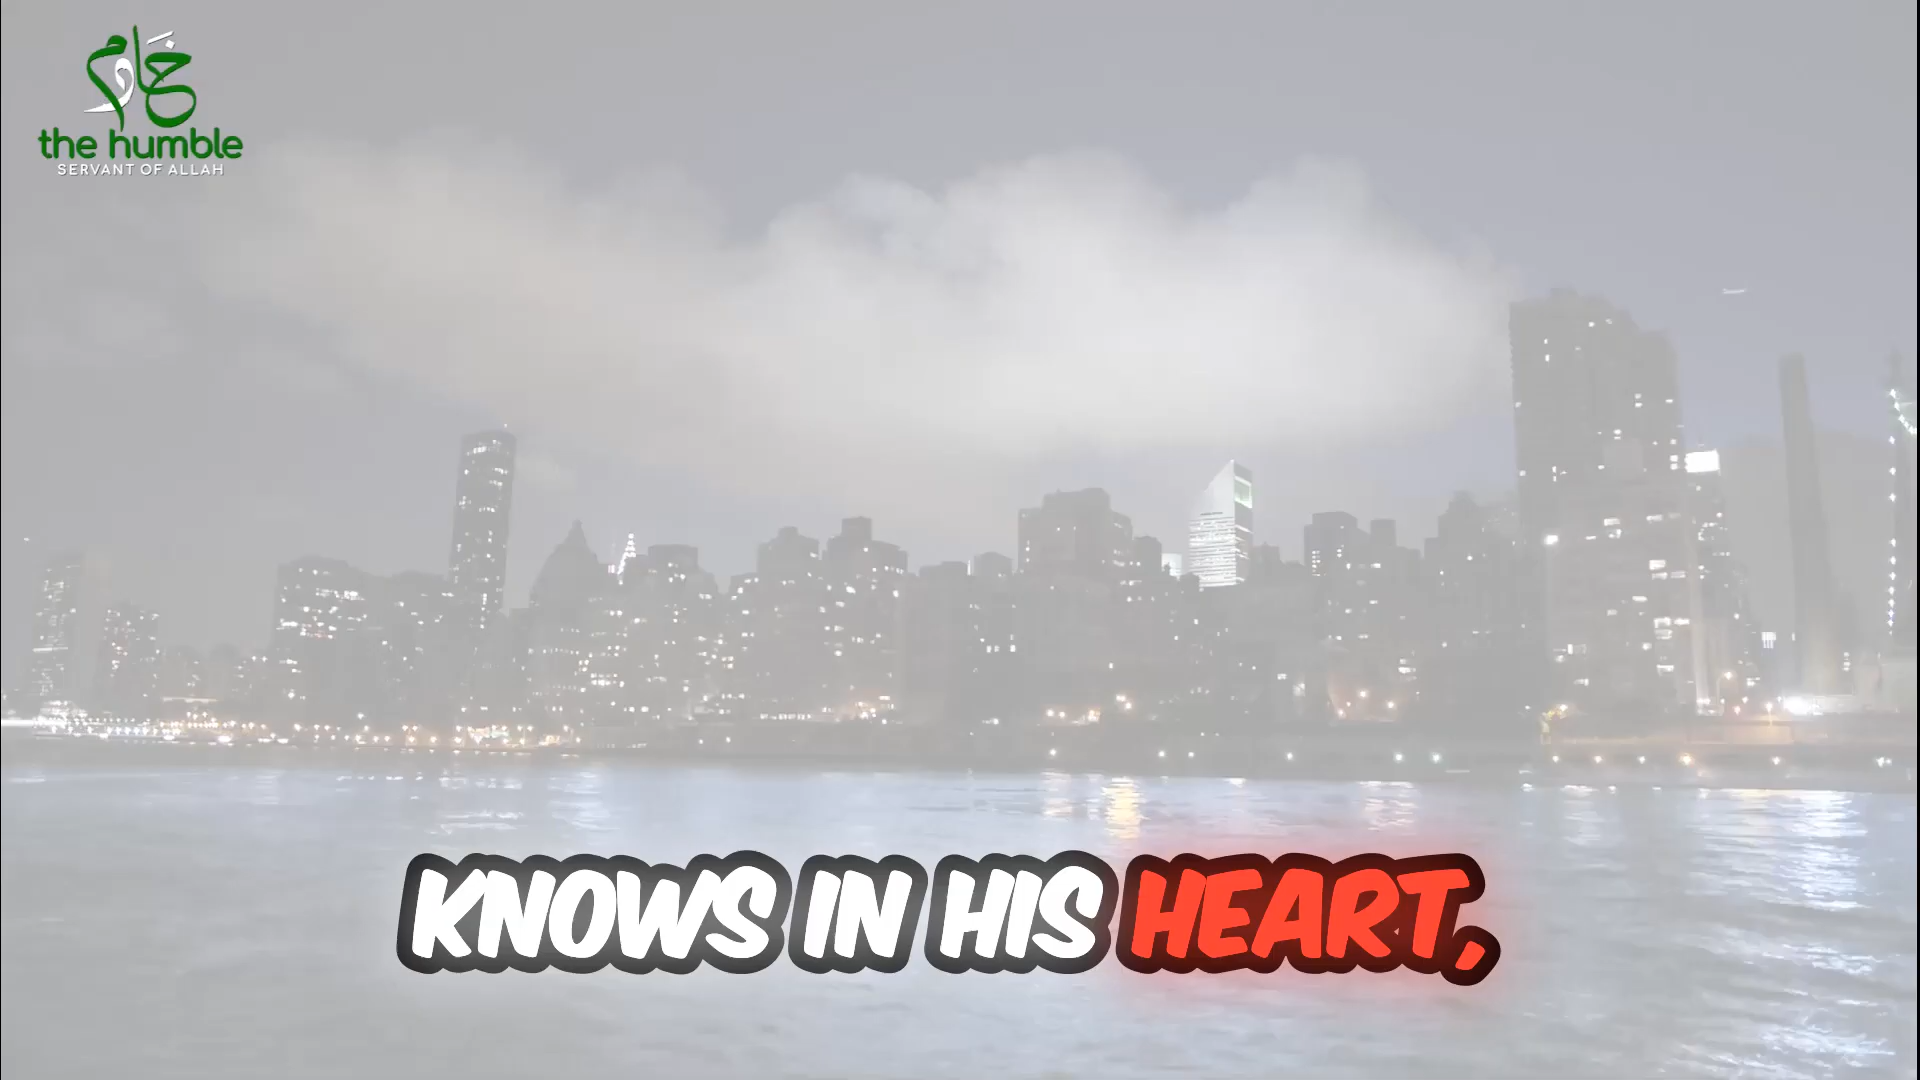 the humble
SERVANT OF ALLAH
KNOWS IN HIS HEART,